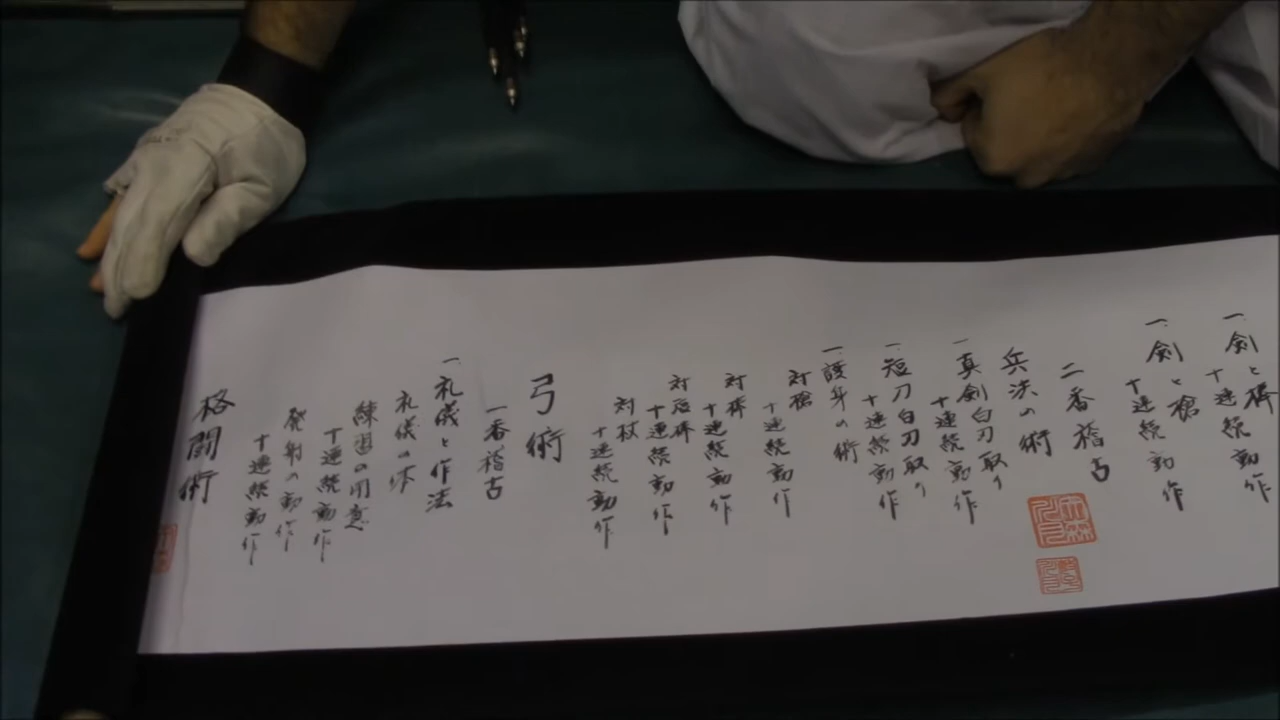 一、剣と棒
十連続動作
一、剣と槍
十連続動作
二番稽古
兵法の術
一、真剣白刃取り
十連続動作
一、短刀白刃取り
十連続動作
一、護身の術
対槍
十連続動作
対棒
十連続動作
対短棒
十連続動作
対杖
十連続動作
弓術
一番稽古
一、礼儀と作法
礼儀の体
練習の用意
十連続動作
発射の動作
十連続動作
格闘術